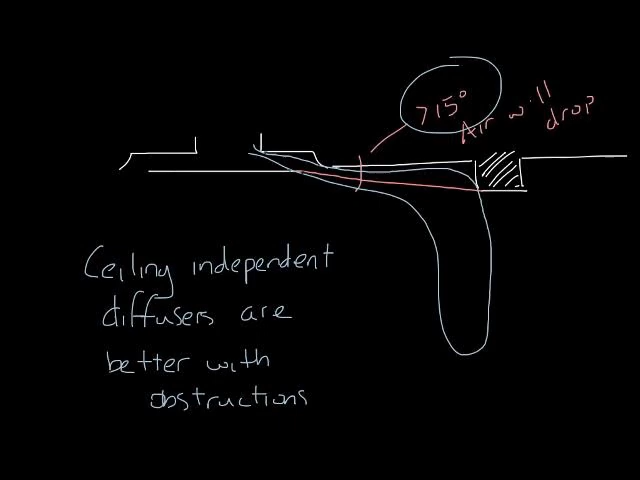 >15°
Air will
drop
Ceiling independent
diffusers are
better with
obstructions